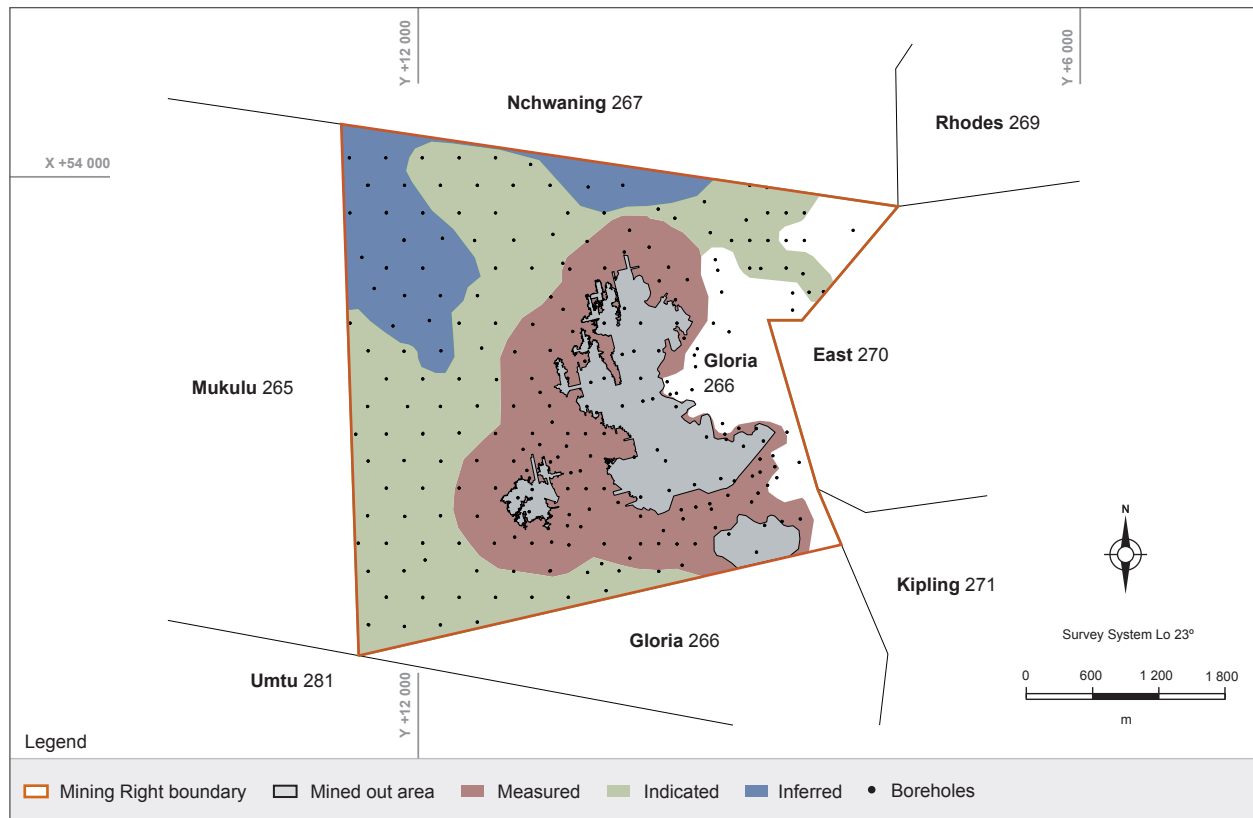 Y +12 000
Y +6 000
Nchwaning 267
Rhodes 269
X +54 000
Gloria
266
East 270
Mukulu 265
N
Kipling 271
Gloria 266
Survey System Lo 23º
Umtu 281
0 600 1 200 1 800
m
Y +12 000
Legend
Mining Right boundary Mined out area Measured Indicated Inferred Boreholes